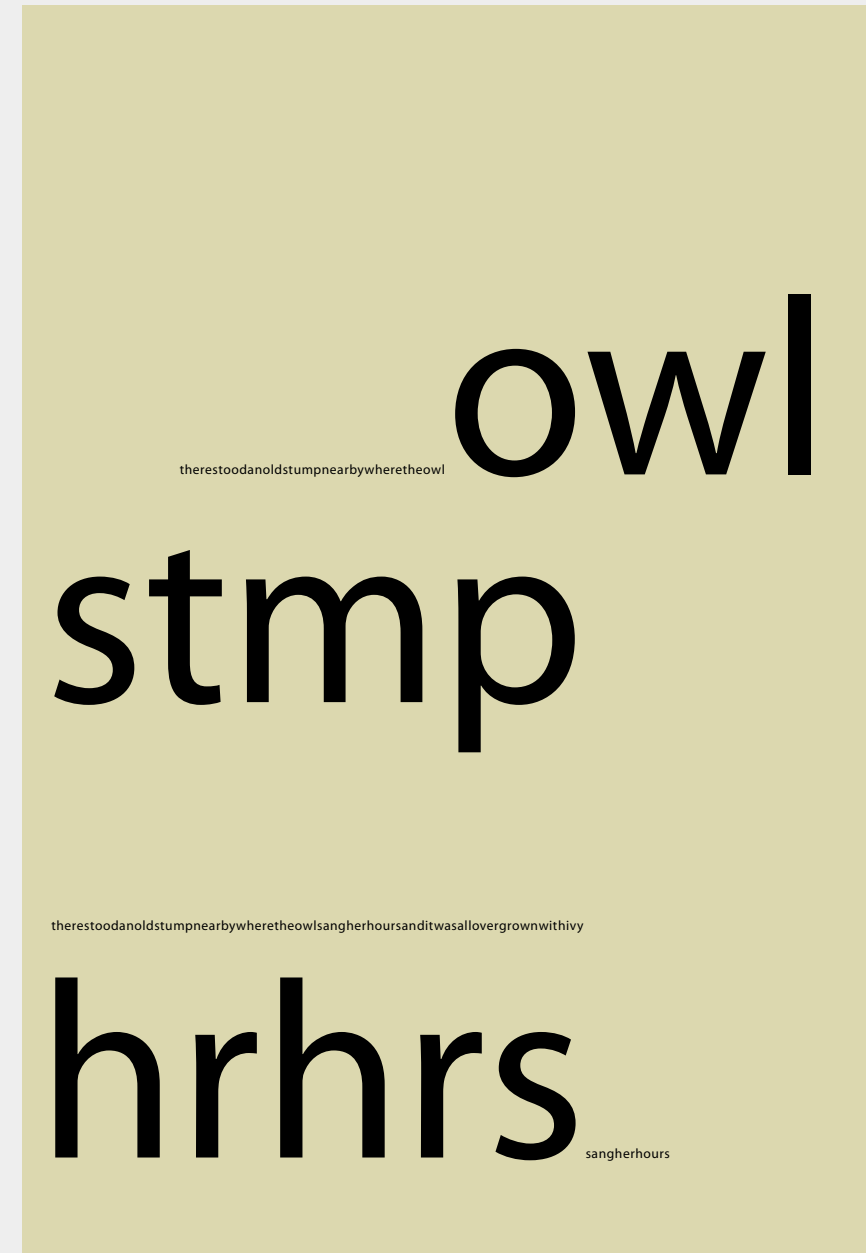 therestoodanoldstumpnearbywheretheowl owl
stmp
therestoodanoldstumpnearbywheretheowlsangherhoursanditwasallovergrownwithivy
hrhrs sangherhours